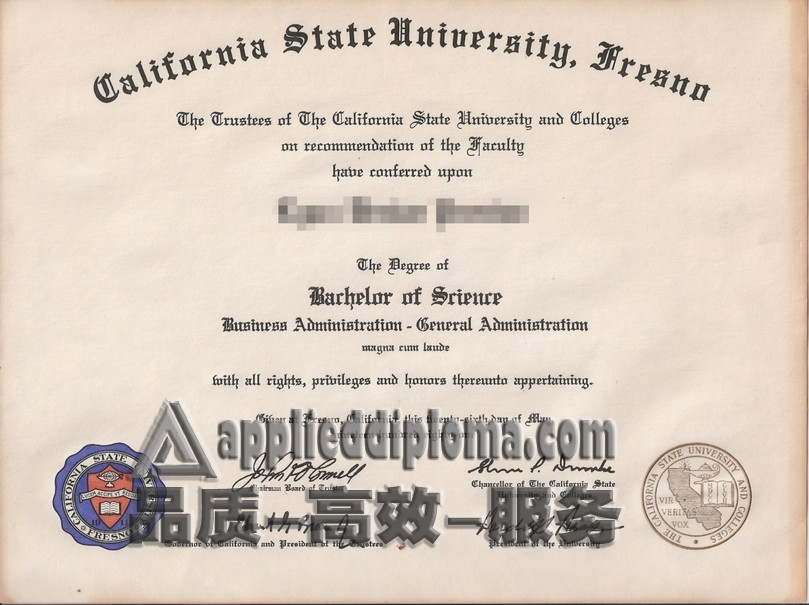 California State University, Fresno
The Trustees of The California State University and Colleges
on recommendation of the Faculty
have conferred upon
The Degree of
Bachelor of Science
Business Administration - General Administration
magna cum laude
with all rights, privileges and honors thereunto appertaining.
Given at Fresno, California, this twenty-sixth day of May
nineteen hundred eighty-one
applieddiploma.com
Chairman Board of Trustees
Chancellor of The California State
University and Colleges
品质 高效—服务
Governor of California and President of the Trustees
President of the University
CALIFORNIA STATE
FRESNO
THE CALIFORNIA STATE UNIVERSITY AND COLLEGES
VIR
VERITAS
VOX